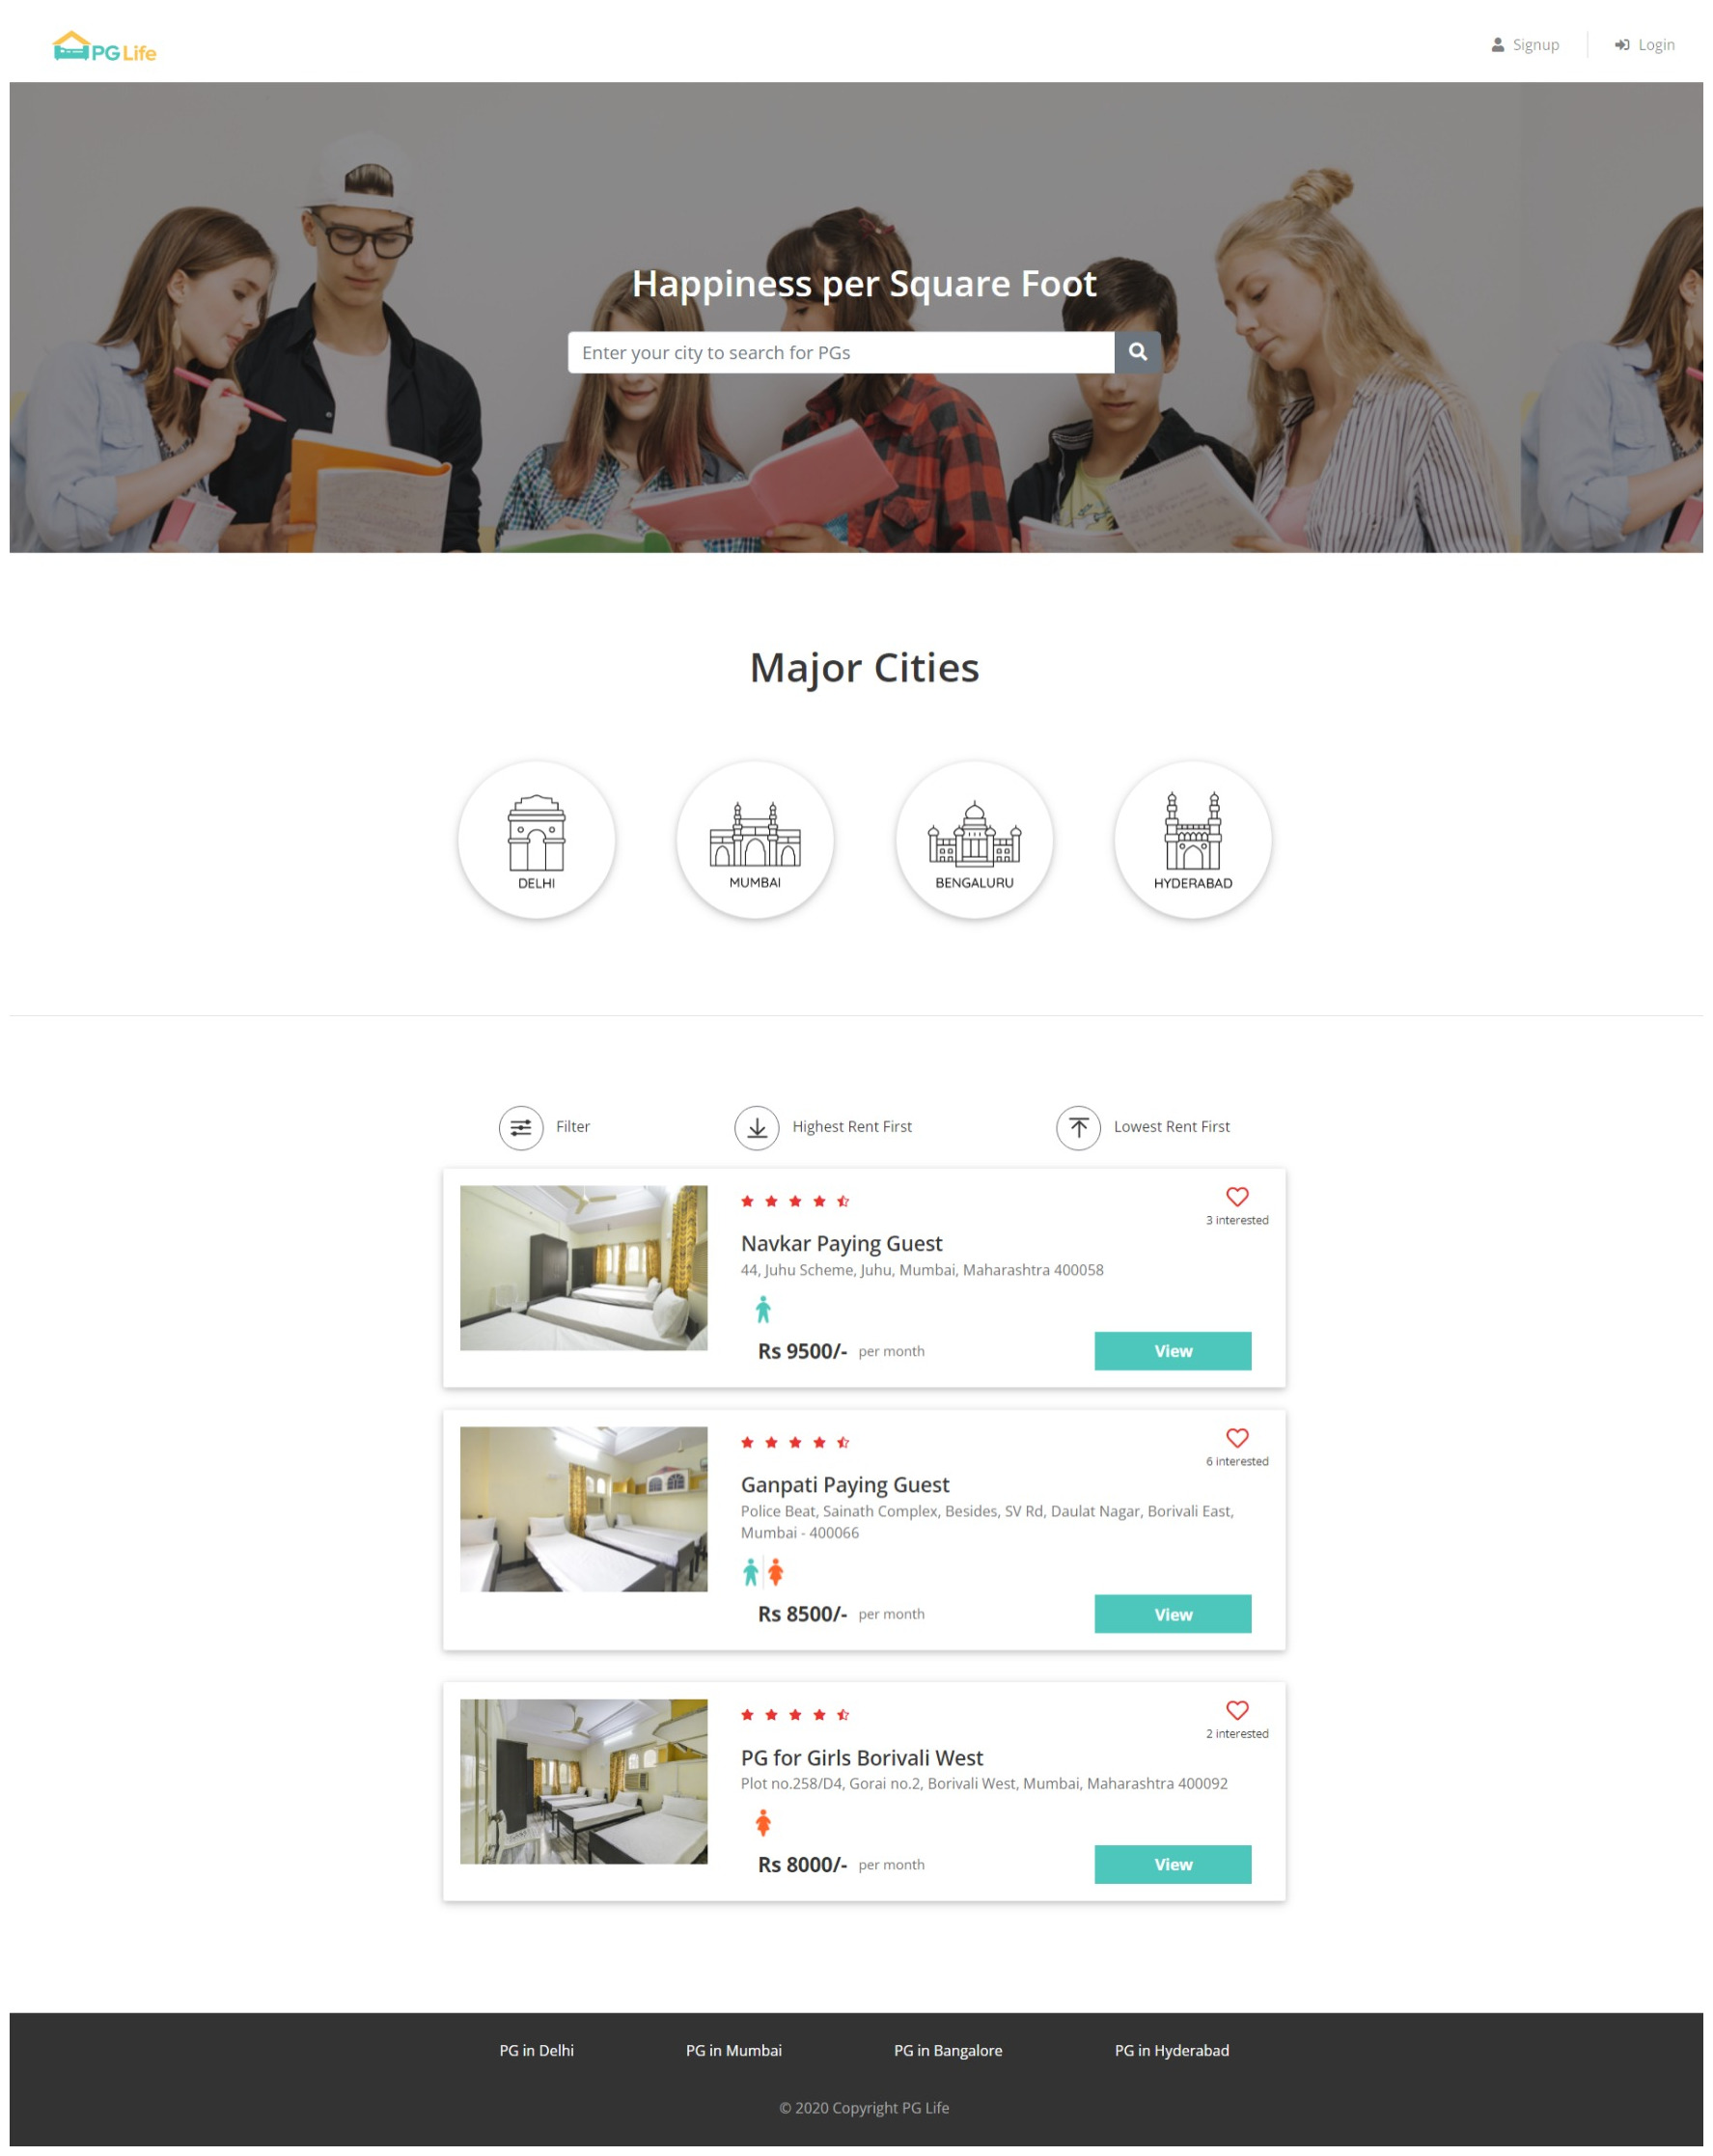 PG Life
Signup
Login
Happiness per Square Foot
Enter your city to search for PGs
Major Cities
DELHI
MUMBAI
BENGALURU
HYDERABAD
Filter
Highest Rent First
Lowest Rent First
3 interested
Navkar Paying Guest
44, Juhu Scheme, Juhu, Mumbai, Maharashtra 400058
Rs 9500/- per month
View
6 interested
Ganpati Paying Guest
Police Beat, Sainath Complex, Besides, SV Rd, Daulat Nagar, Borivali East,
Mumbai - 400066
Rs 8500/- per month
View
2 interested
PG for Girls Borivali West
Plot no.258/D4, Gorai no.2, Borivali West, Mumbai, Maharashtra 400092
Rs 8000/- per month
View
PG in Delhi
PG in Mumbai
PG in Bangalore
PG in Hyderabad
© 2020 Copyright PG Life